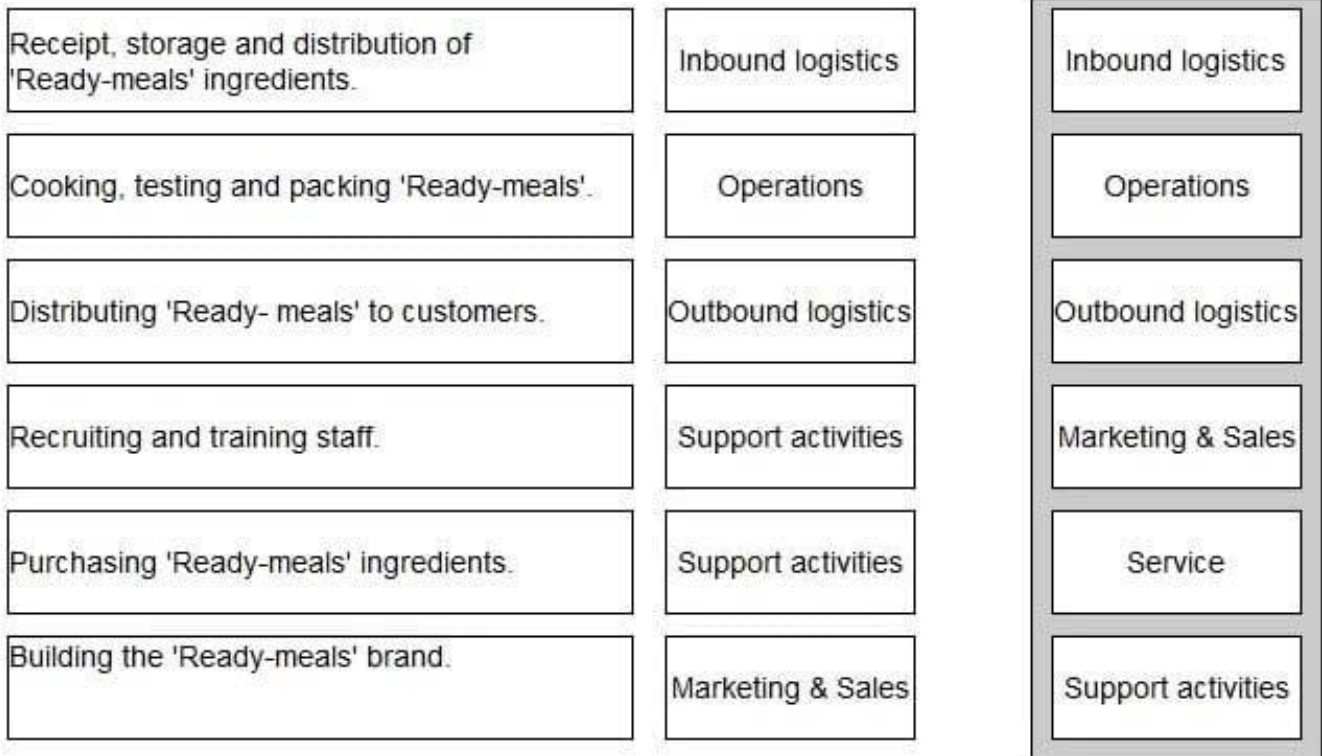 Receipt, storage and distribution of
'Ready-meals' ingredients.
Inbound logistics
Inbound logistics
Cooking, testing and packing 'Ready-meals'.
Operations
Operations
Distributing 'Ready- meals' to customers.
Outbound logistics
Outbound logistics
Recruiting and training staff.
Support activities
Marketing & Sales
Purchasing 'Ready-meals' ingredients.
Support activities
Service
Building the 'Ready-meals' brand.
Marketing & Sales
Support activities